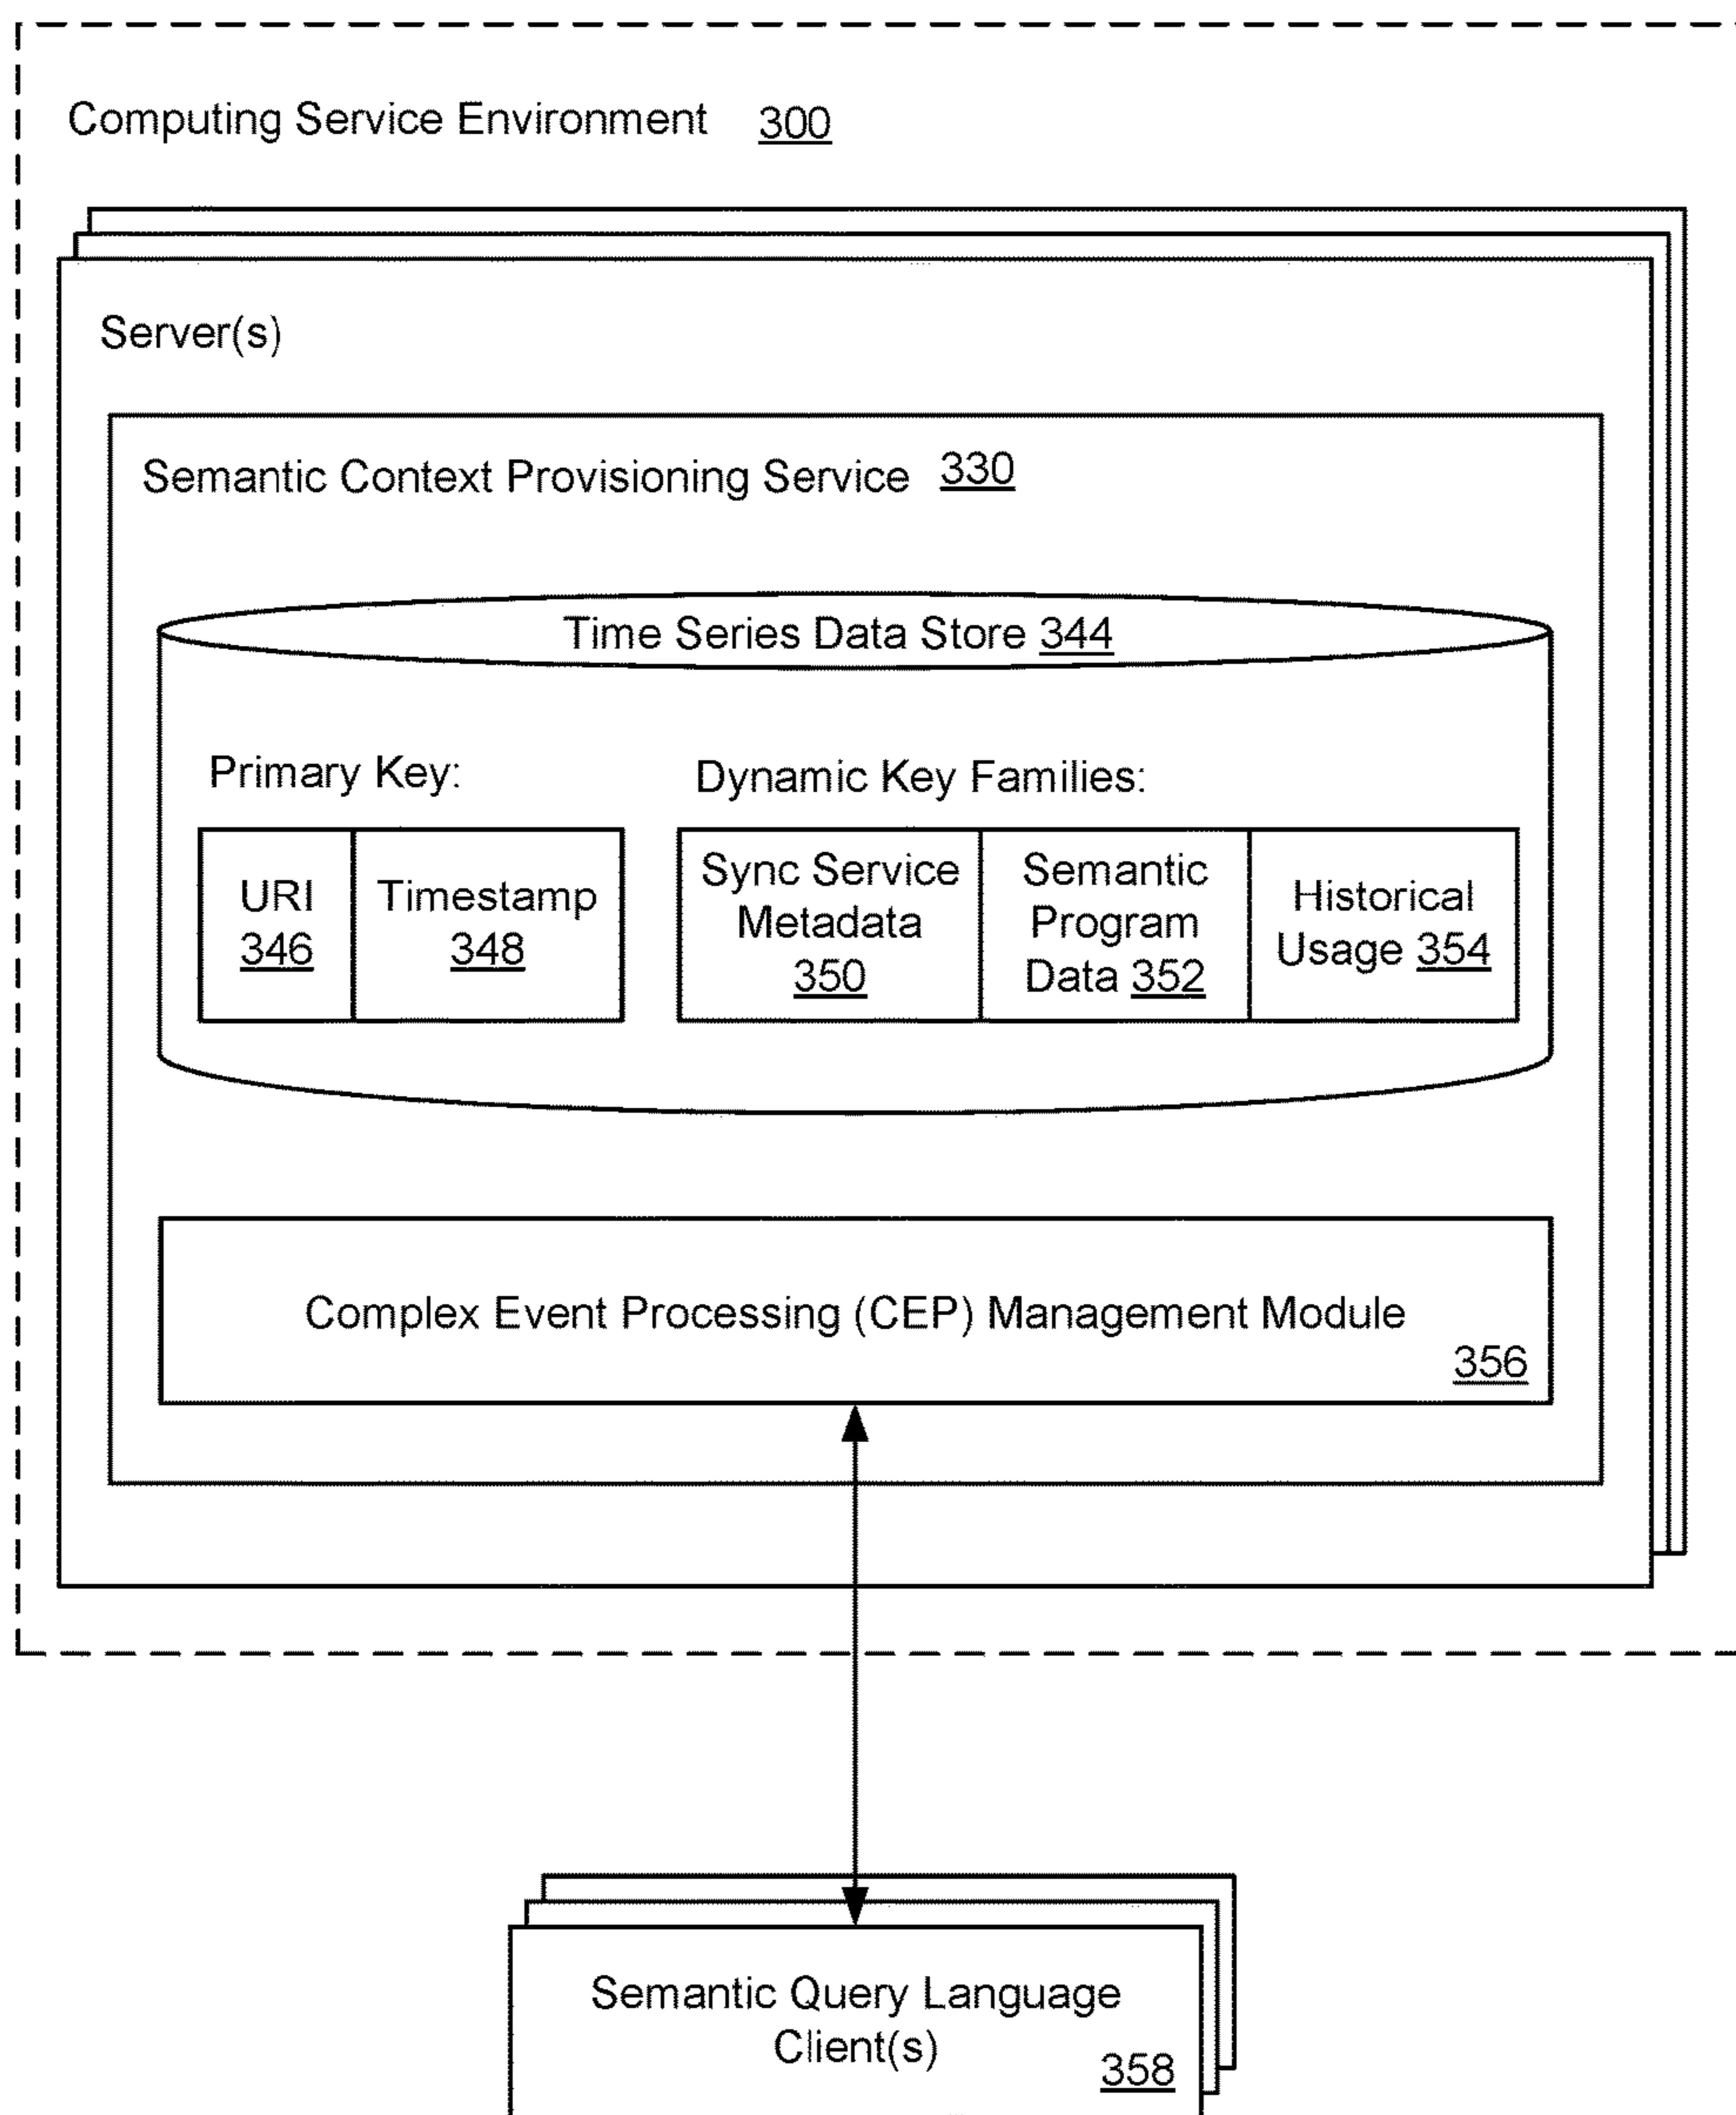 Computing Service Environment 300
Server(s)
Semantic Context Provisioning Service 330
Time Series Data Store 344
Primary Key:
Dynamic Key Families:
URI
346
Timestamp
348
Sync Service
Metadata
350
Semantic
Program
Data 352
Historical
Usage 354
Complex Event Processing (CEP) Management Module
356
Semantic Query Language
Client(s)
358